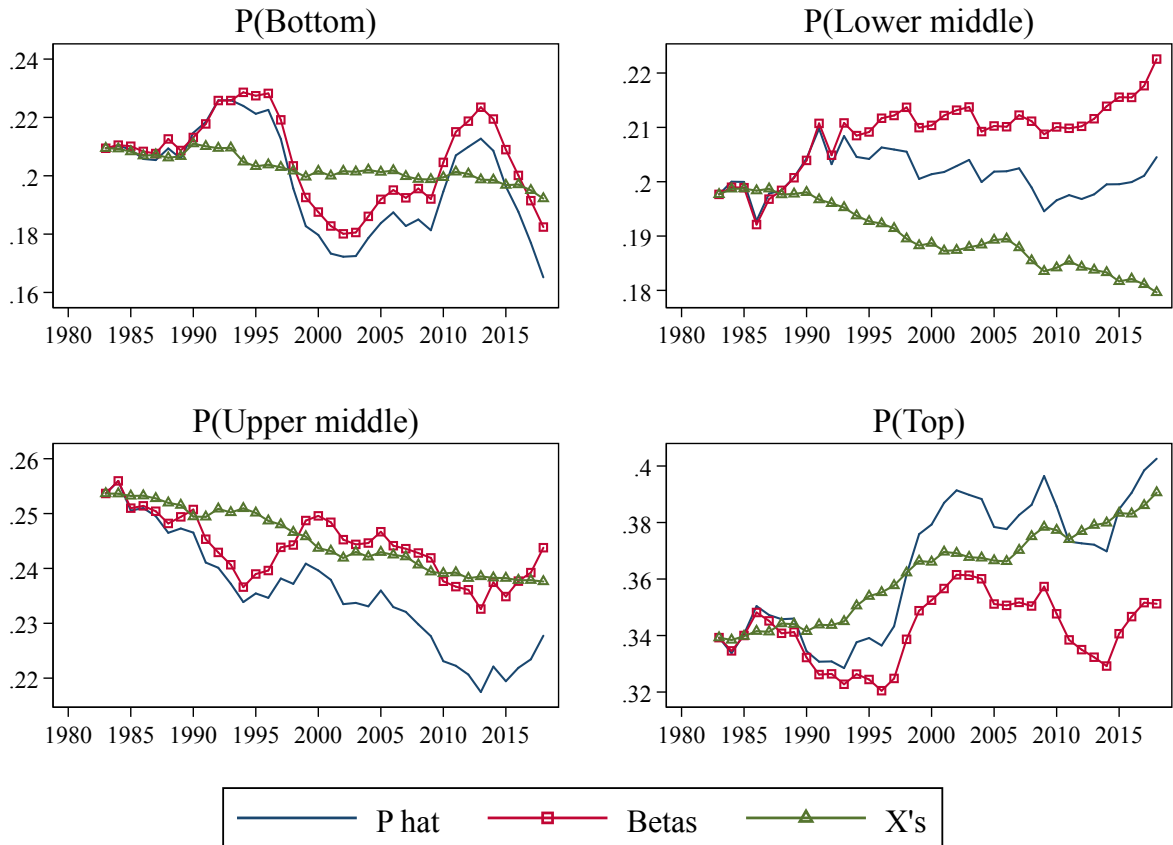 P(Bottom)
.24
.22
.2
.18
.16
1980 1985 1990 1995 2000 2005 2010 2015
P(Lower middle)
.22
.21
.2
.19
.18
1980 1985 1990 1995 2000 2005 2010 2015
P(Upper middle)
.26
.25
.24
.23
.22
1980 1985 1990 1995 2000 2005 2010 2015
P(Top)
.4
.38
.36
.34
.32
1980 1985 1990 1995 2000 2005 2010 2015
P hat Betas X's